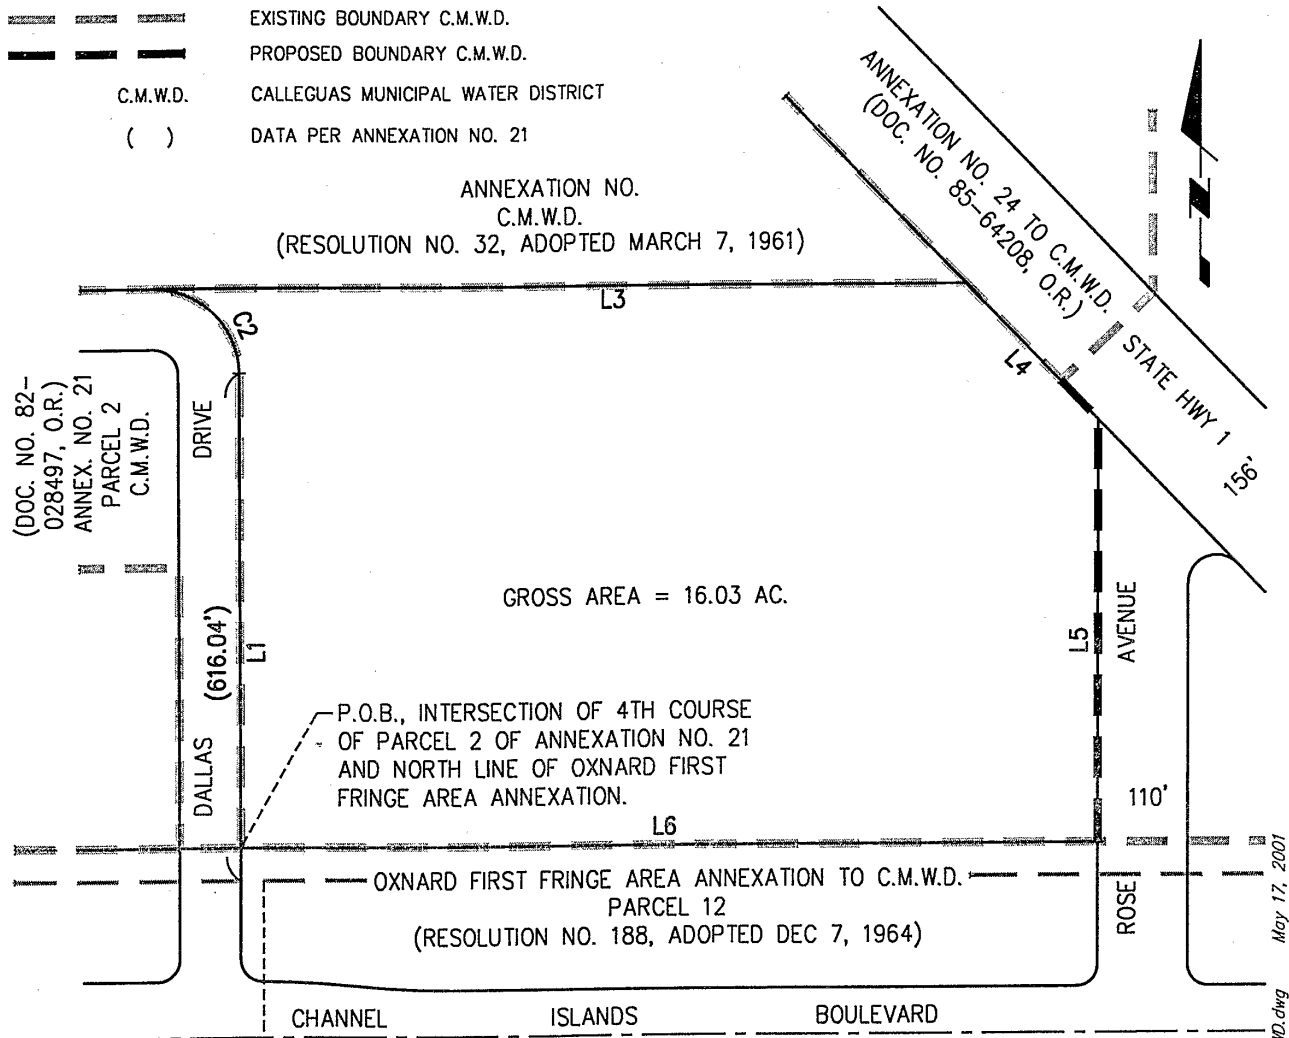 EXISTING BOUNDARY C.M.W.D.
PROPOSED BOUNDARY C.M.W.D.
C.M.W.D. CALLEGUAS MUNICIPAL WATER DISTRICT
( ) DATA PER ANNEXATION NO. 21
ANNEXATION NO.
C.M.W.D.
(RESOLUTION NO. 32, ADOPTED MARCH 7, 1961)
ANNEXATION NO. 24 TO C.M.W.D.
(DOC. NO. 85-64208, O.R.)
N
L3
C2
L4
STATE HWY 1
156'
(DOC. NO. 82-
028497, O.R.)
ANNEX. NO. 21
PARCEL 2
C.M.W.D.
DALLAS DRIVE
(616.04')
L1
GROSS AREA = 16.03 AC.
L5
ROSE AVENUE
P.O.B., INTERSECTION OF 4TH COURSE
OF PARCEL 2 OF ANNEXATION NO. 21
AND NORTH LINE OF OXNARD FIRST
FRINGE AREA ANNEXATION.
110'
L6
OXNARD FIRST FRINGE AREA ANNEXATION TO C.M.W.D.
PARCEL 12
(RESOLUTION NO. 188, ADOPTED DEC 7, 1964)
CHANNEL ISLANDS BOULEVARD
D.dwg May 17, 2001